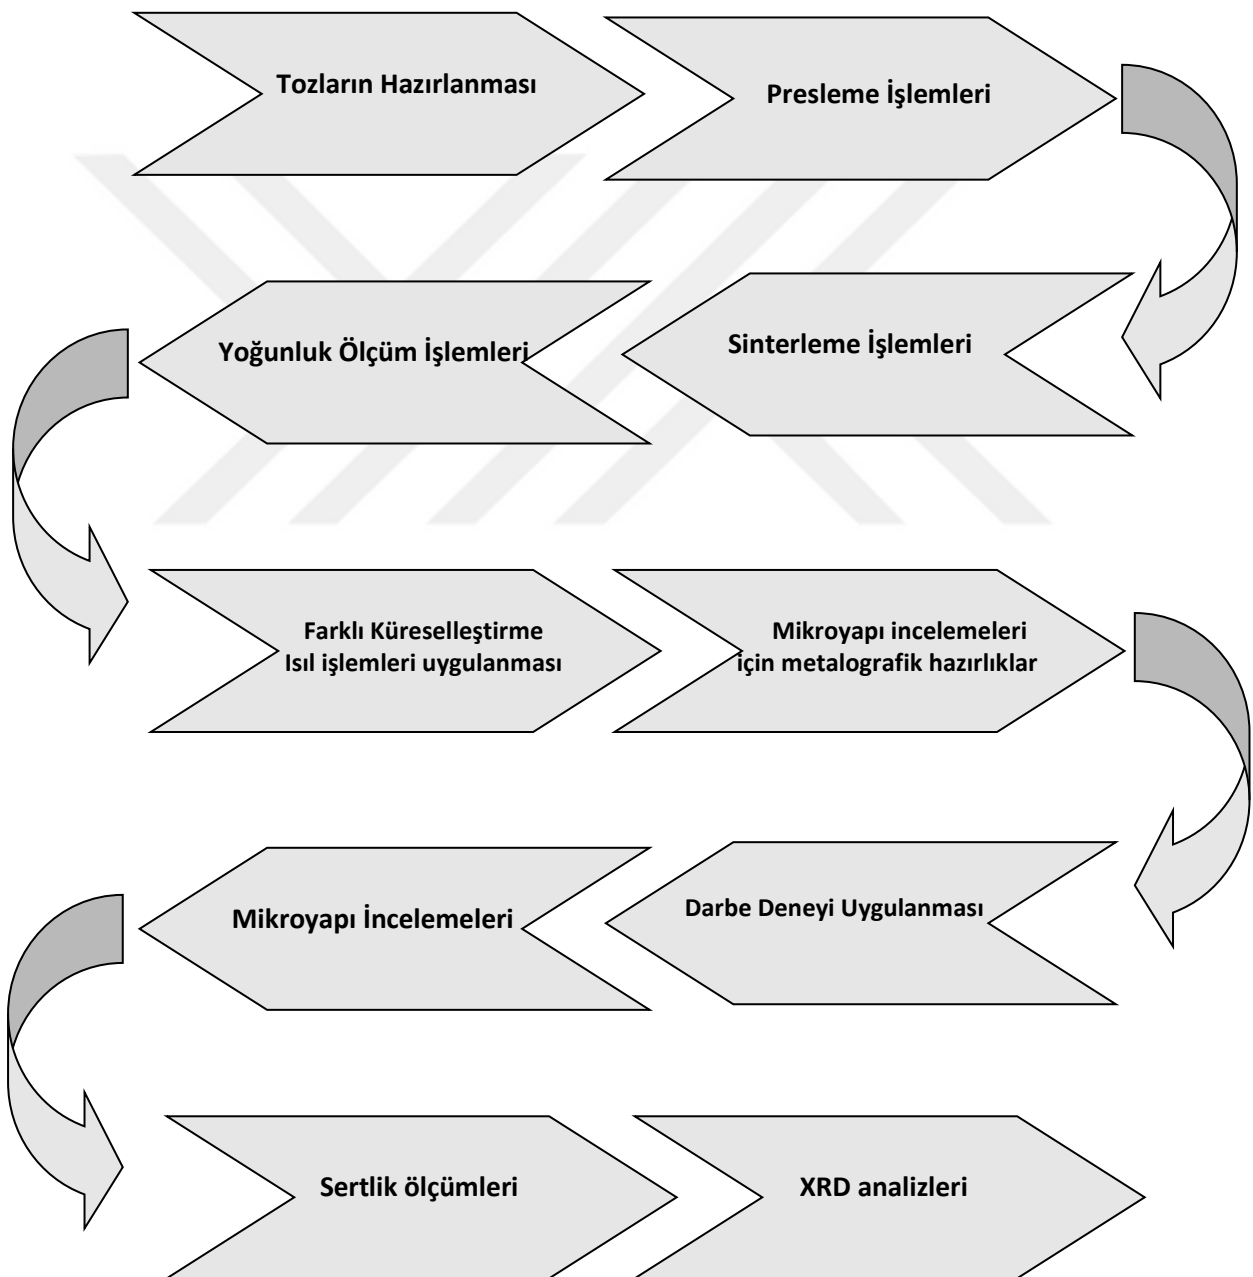 Tozların Hazırlanması
Presleme İşlemleri
Sinterleme İşlemleri
Yoğunluk Ölçüm İşlemleri
Farklı Küreselleştirme
Isıl işlemleri uygulanması
Mikroyapı incelemeleri
için metalografik hazırlıklar
Darbe Deneyi Uygulanması
Mikroyapı İncelemeleri
Sertlik ölçümleri
XRD analizleri